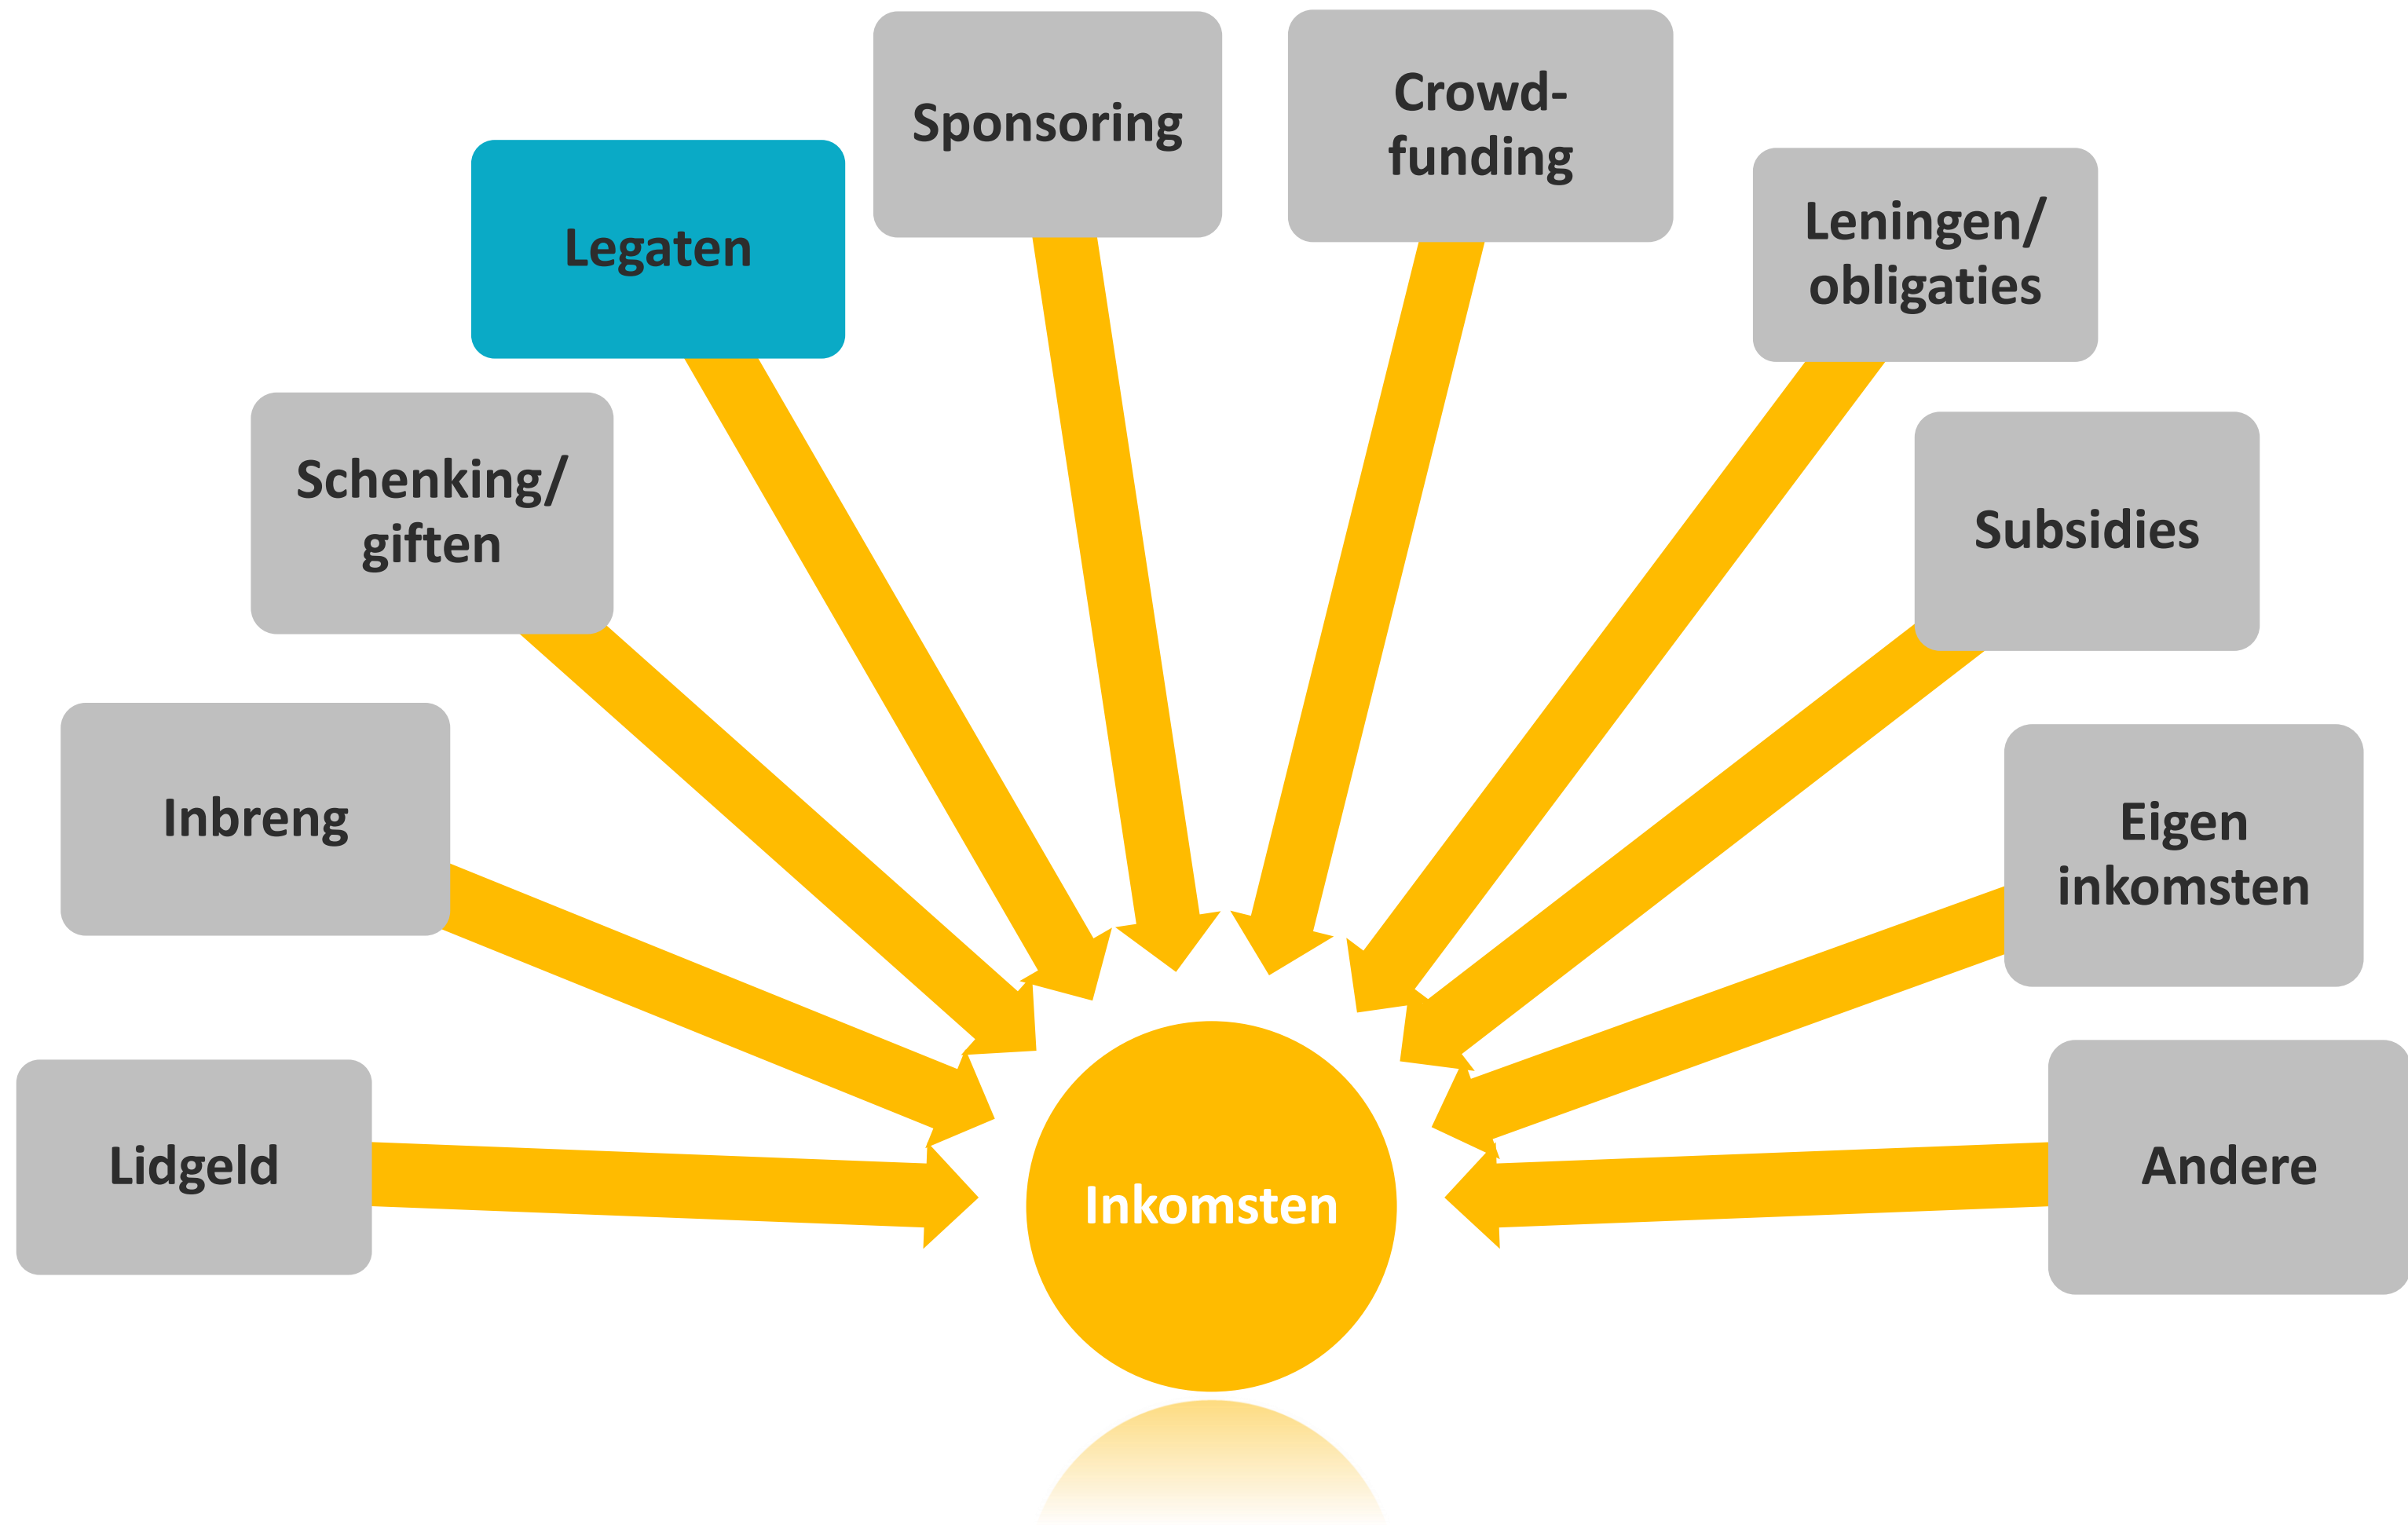 Sponsoring
Crowd-
funding
Legaten
Leningen/
obligaties
Schenking/
giften
Subsidies
Inbreng
Eigen
inkomsten
Lidgeld
Andere
Inkomsten